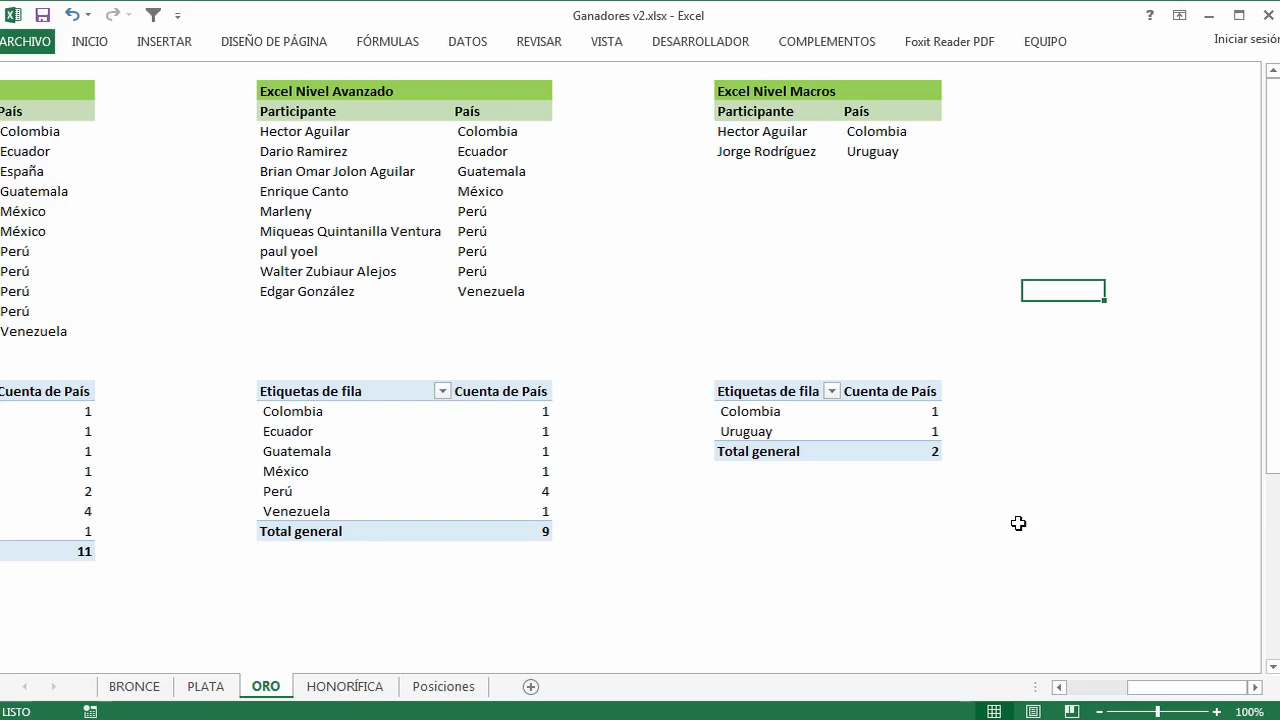 Ganadores v2.xlsx - Excel
?
ARCHIVO INICIO INSERTAR DISEÑO DE PÁGINA FÓRMULAS DATOS REVISAR VISTA DESARROLLADOR COMPLEMENTOS Foxit Reader PDF EQUIPO Iniciar sesión
Excel Nivel Avanzado Excel Nivel Macros
País Participante País Participante País
Colombia Hector Aguilar Colombia Hector Aguilar Colombia
Ecuador Dario Ramirez Ecuador Jorge Rodríguez Uruguay
España Brian Omar Jolon Aguilar Guatemala
Guatemala Enrique Canto México
México Marleny Perú
México Miqueas Quintanilla Ventura Perú
Perú paul yoel Perú
Perú Walter Zubiaur Alejos Perú
Perú Edgar González Venezuela
Perú
Venezuela
Cuenta de País Etiquetas de fila Cuenta de País Etiquetas de fila Cuenta de País
1 Colombia 1 Colombia 1
1 Ecuador 1 Uruguay 1
1 Guatemala 1 Total general 2
1 México 1
2 Perú 4
4 Venezuela 1
1 Total general 9
11
BRONCE PLATA ORO HONORÍFICA Posiciones
LISTO 100%